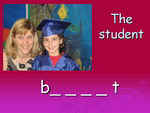 The
student
b_ _ _ _ t